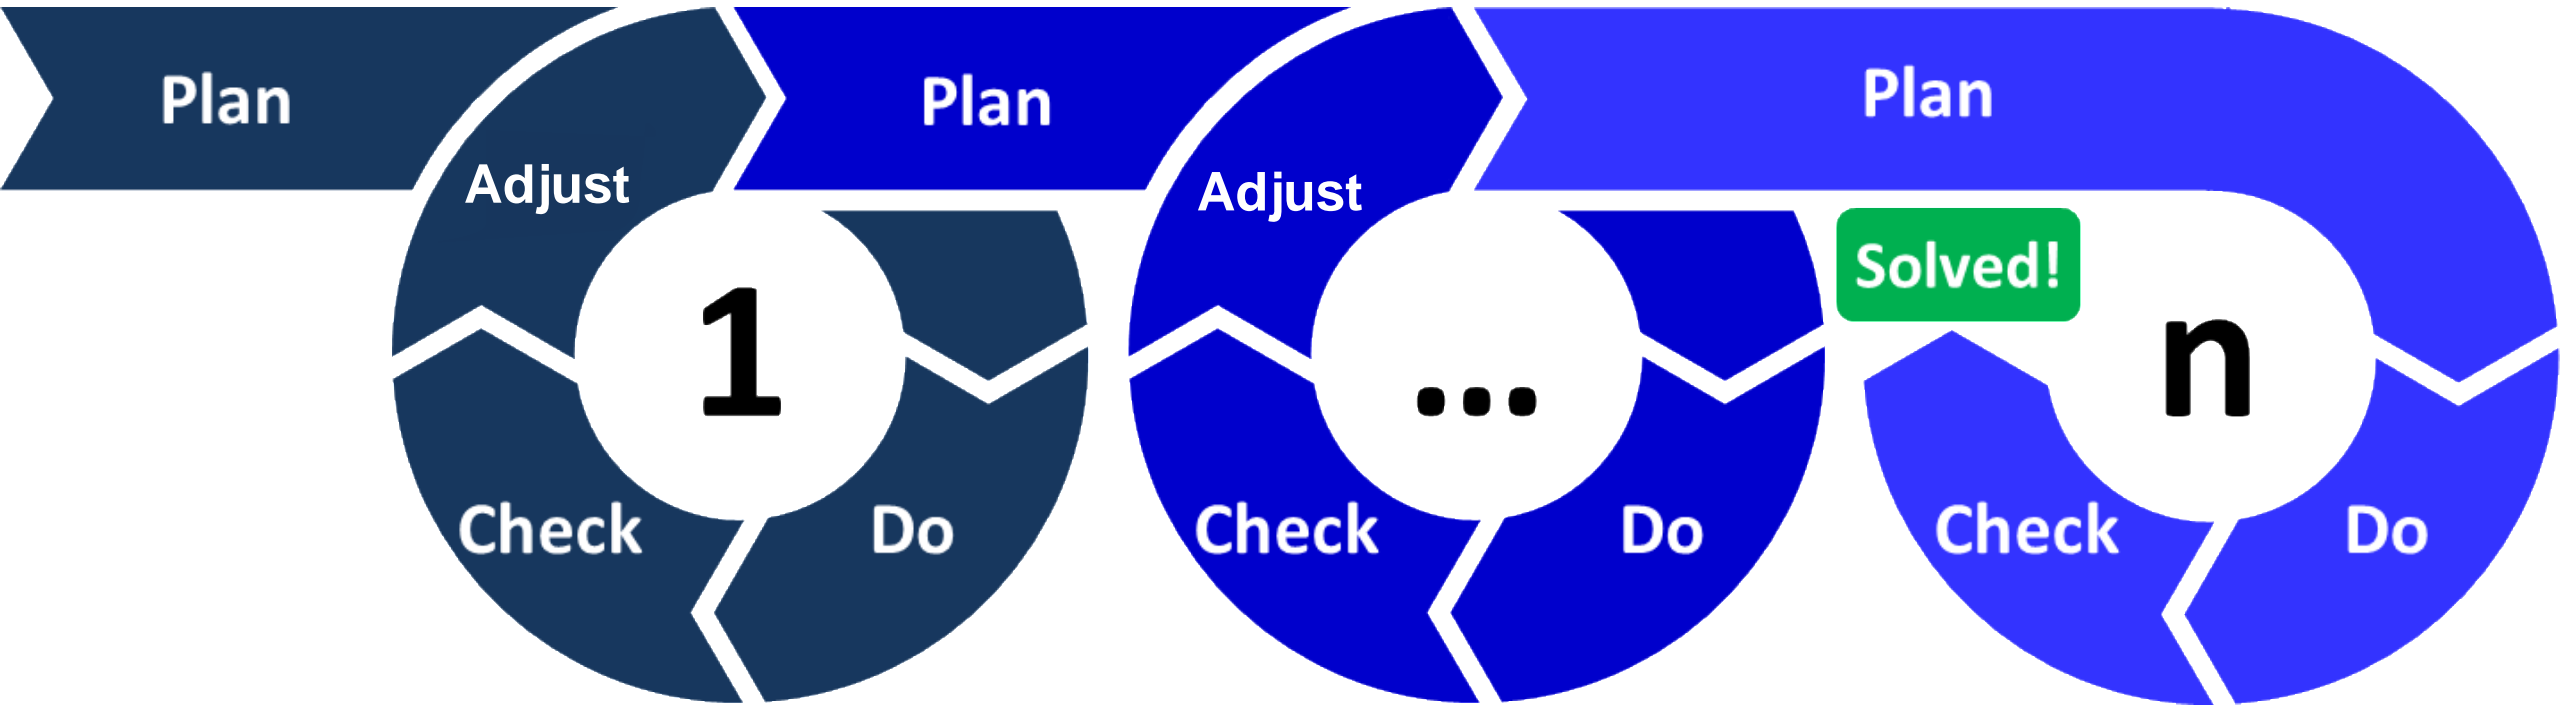 Plan
Adjust
1
Check
Do
Plan
Adjust
...
Check
Do
Plan
Solved!
n
Check
Do